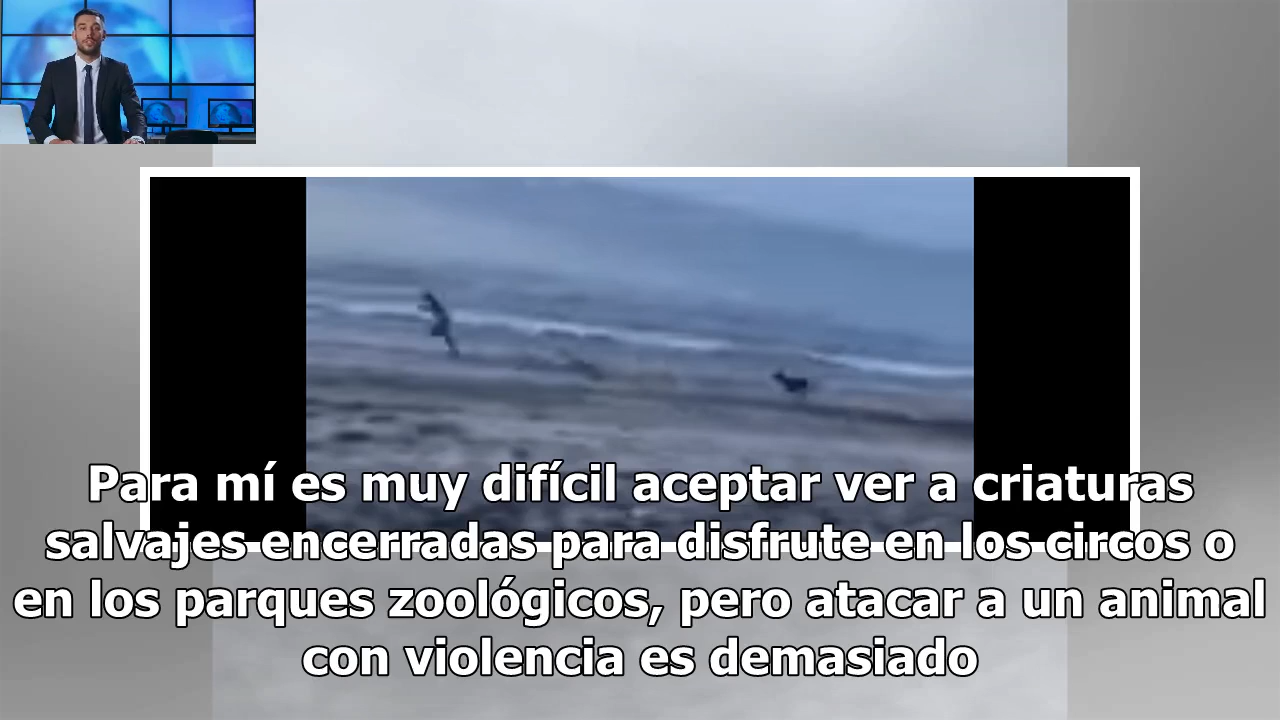 Para mí es muy difícil aceptar ver a criaturas
salvajes encerradas para disfrute en los circos o
en los parques zoológicos, pero atacar a un animal
con violencia es demasiado